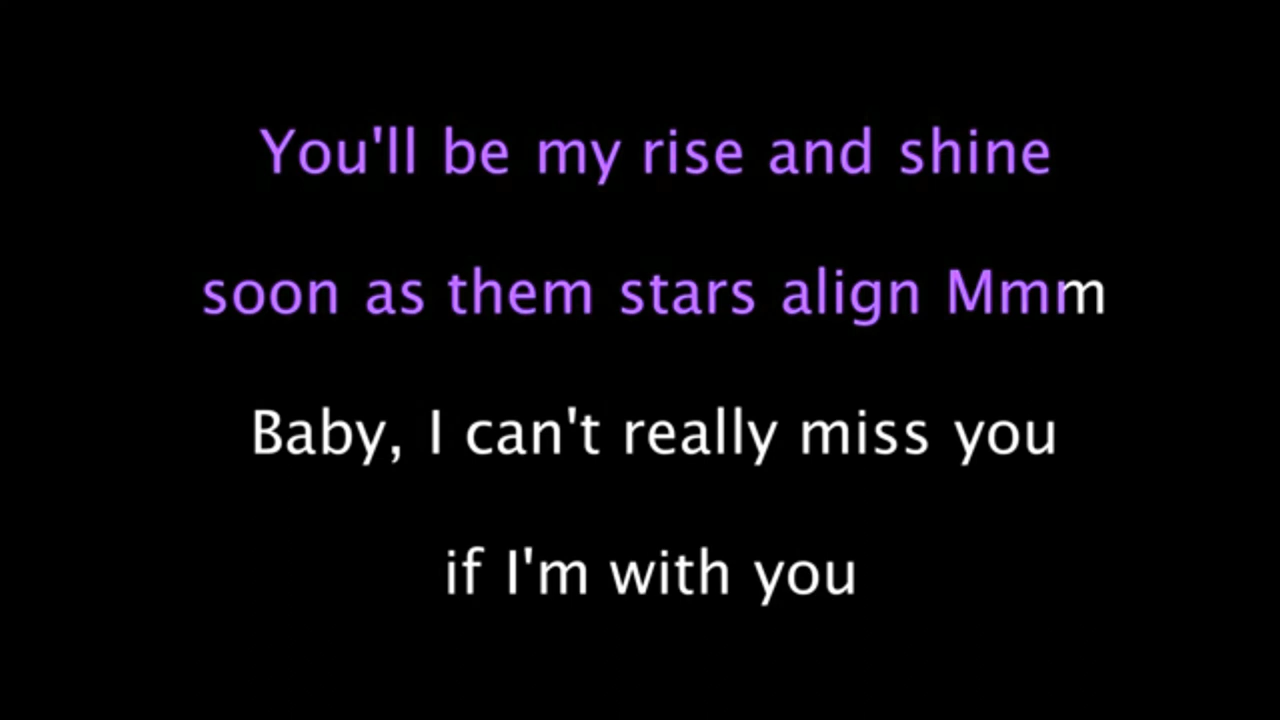 You'll be my rise and shine
soon as them stars align Mmm
Baby, I can't really miss you
if I'm with you